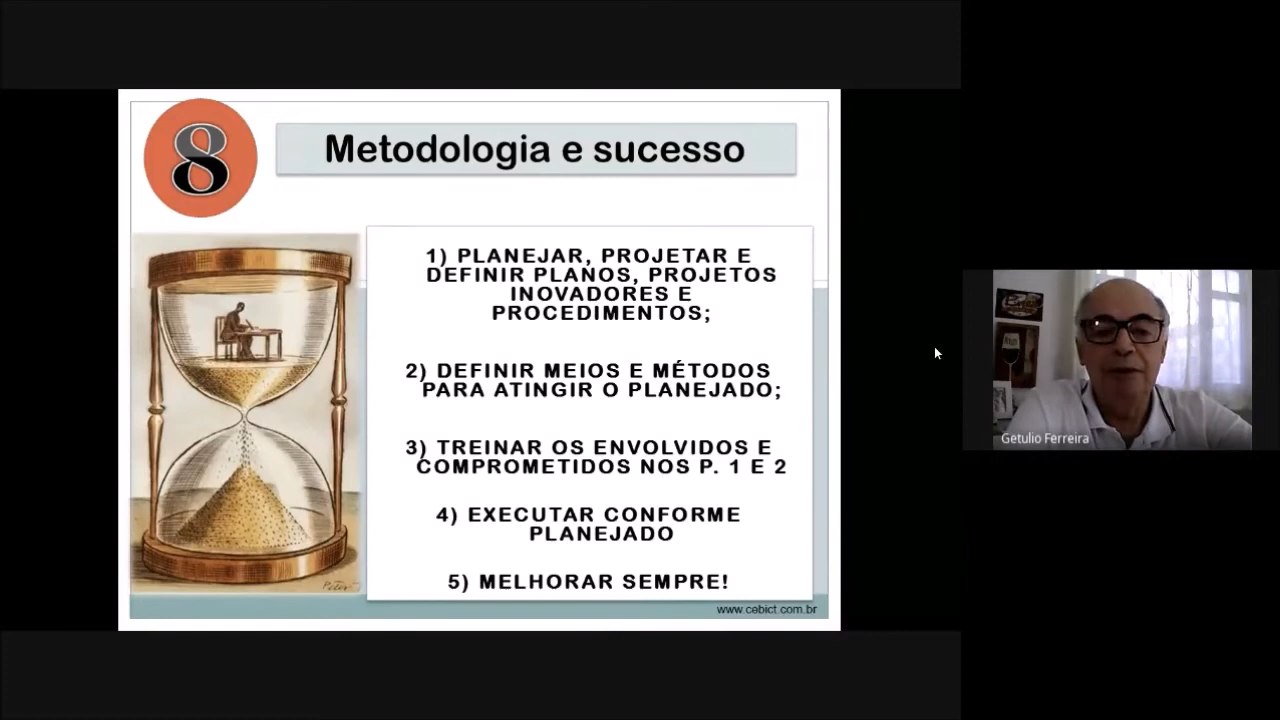 8
Metodologia e sucesso
1) PLANEJAR, PROJETAR E
DEFINIR PLANOS, PROJETOS
INOVADORES E
PROCEDIMENTOS;
2) DEFINIR MEIOS E MÉTODOS
PARA ATINGIR O PLANEJADO;
3) TREINAR OS ENVOLVIDOS E
COMPROMETIDOS NOS P. 1 E 2
4) EXECUTAR CONFORME
PLANEJADO
5) MELHORAR SEMPRE!
www.cebict.com.br
Getulio Ferreira